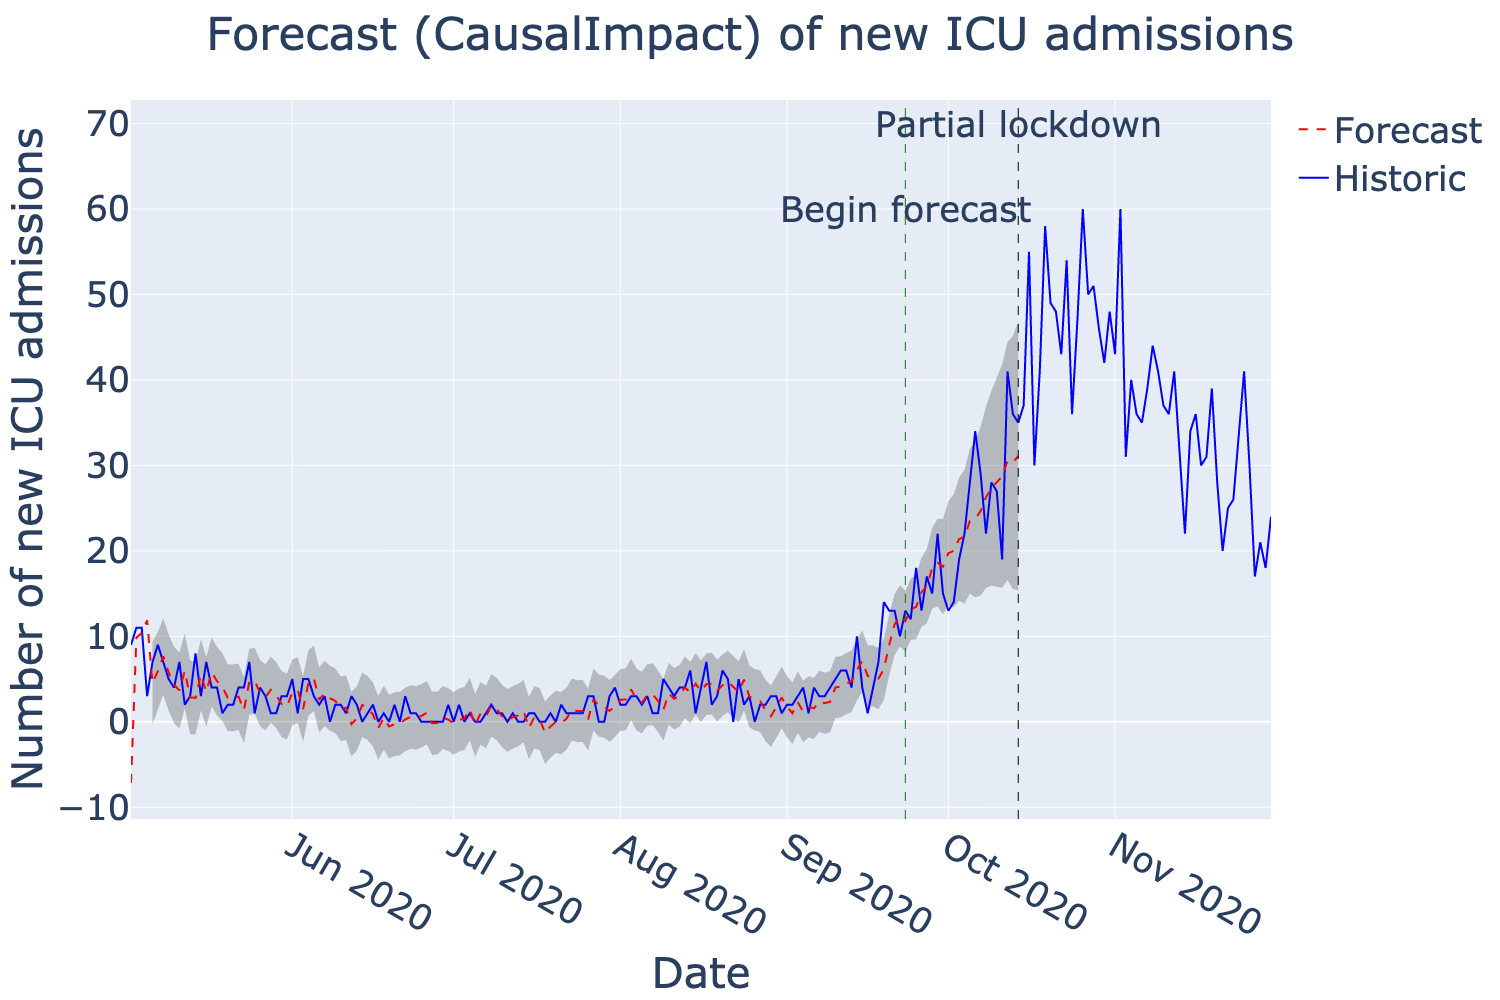 Forecast (CausalImpact) of new ICU admissions
Number of new ICU admissions
70
60
50
40
30
20
10
0
−10
Partial lockdown
Begin forecast
Forecast
Historic
Jun 2020
Jul 2020
Aug 2020
Sep 2020
Oct 2020
Nov 2020
Date